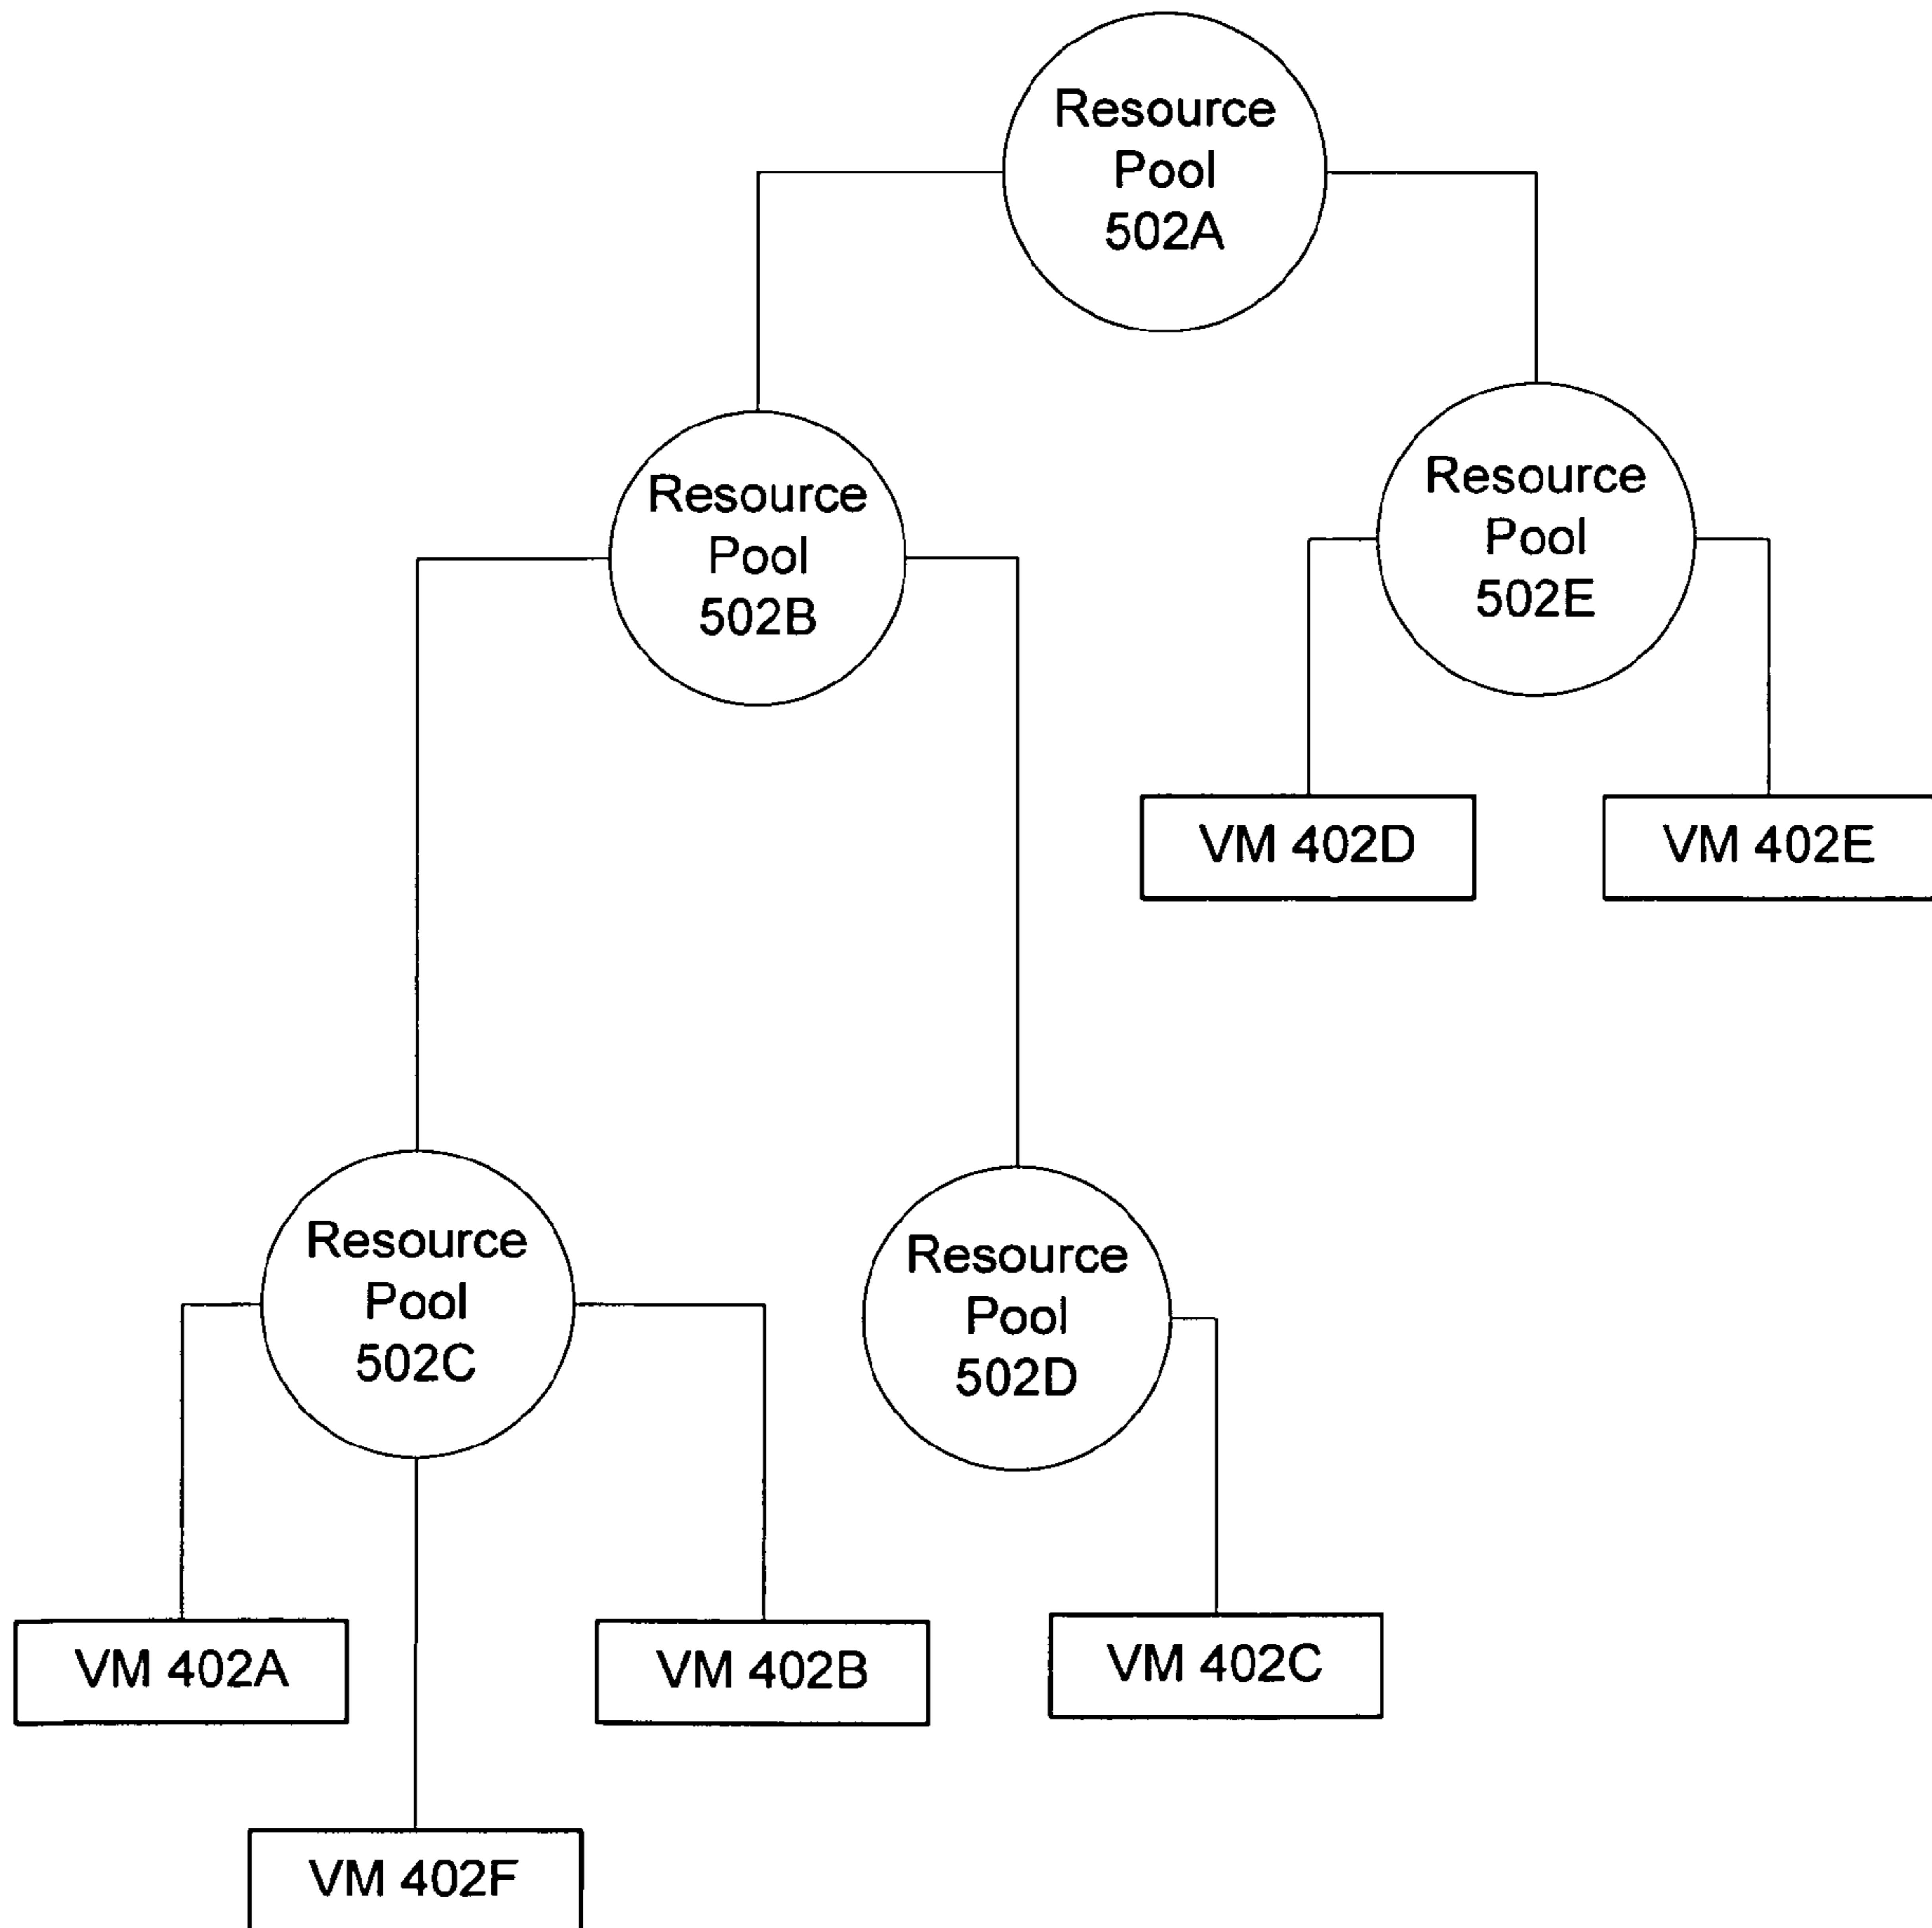 Resource
Pool
502A
Resource
Pool
502B
Resource
Pool
502E
VM 402D
VM 402E
Resource
Pool
502C
Resource
Pool
502D
VM 402A
VM 402B
VM 402C
VM 402F